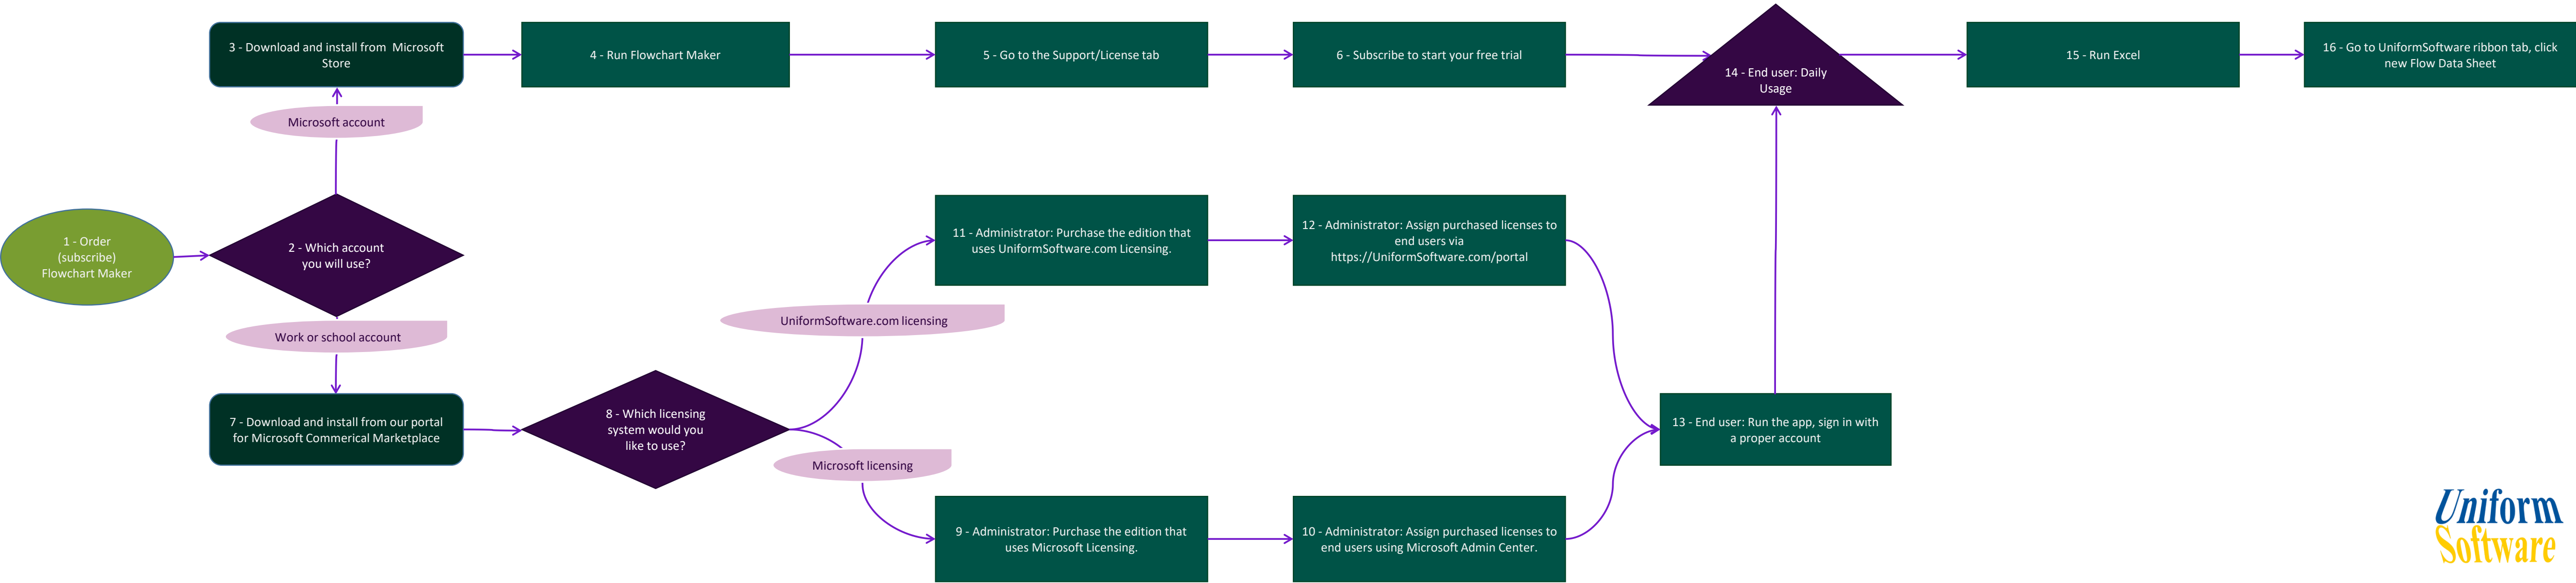 3 - Download and install from  Microsoft
Store
4 - Run Flowchart Maker
5 - Go to the Support/License tab
6 - Subscribe to start your free trial
14 - End user: Daily
Usage
15 - Run Excel
16 - Go to UniformSoftware ribbon tab, click
new Flow Data Sheet
Microsoft account
1 - Order
(subscribe)
Flowchart Maker
2 - Which account
you will use?
11 - Administrator: Purchase the edition that
uses UniformSoftware.com Licensing.
12 - Administrator: Assign purchased licenses to
end users via
https://UniformSoftware.com/portal
Work or school account
UniformSoftware.com licensing
7 - Download and install from our portal
for Microsoft Commerical Marketplace
8 - Which licensing
system would you
like to use?
13 - End user: Run the app, sign in with
a proper account
Microsoft licensing
9 - Administrator: Purchase the edition that
uses Microsoft Licensing.
10 - Administrator: Assign purchased licenses to
end users using Microsoft Admin Center.
Uniform
Software